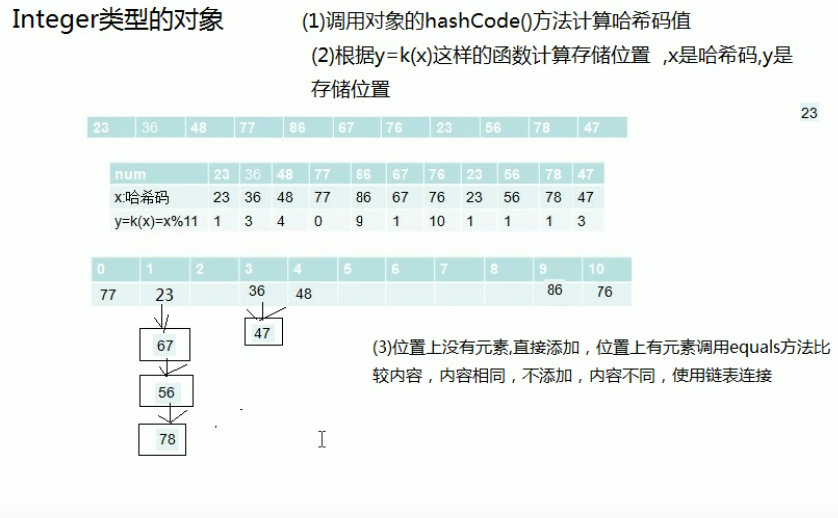 Integer类型的对象
(1)调用对象的hashCode()方法计算哈希码值
(2)根据y=k(x)这样的函数计算存储位置 ,x是哈希码,y是
存储位置
23
23 36 48 77 86 67 76 23 56 78 47
num 23 36 48 77 86 67 76 23 56 78 47
x:哈希码 23 36 48 77 86 67 76 23 56 78 47
y=k(x)=x%11 1 3 4 0 9 1 10 1 1 1 3
0 1 2 3 4 5 6 7 8 9 10
77 23 36 48 86 76
47
67
(3)位置上没有元素,直接添加，位置上有元素调用equals方法比
较内容，内容相同，不添加，内容不同，使用链表连接
56
78